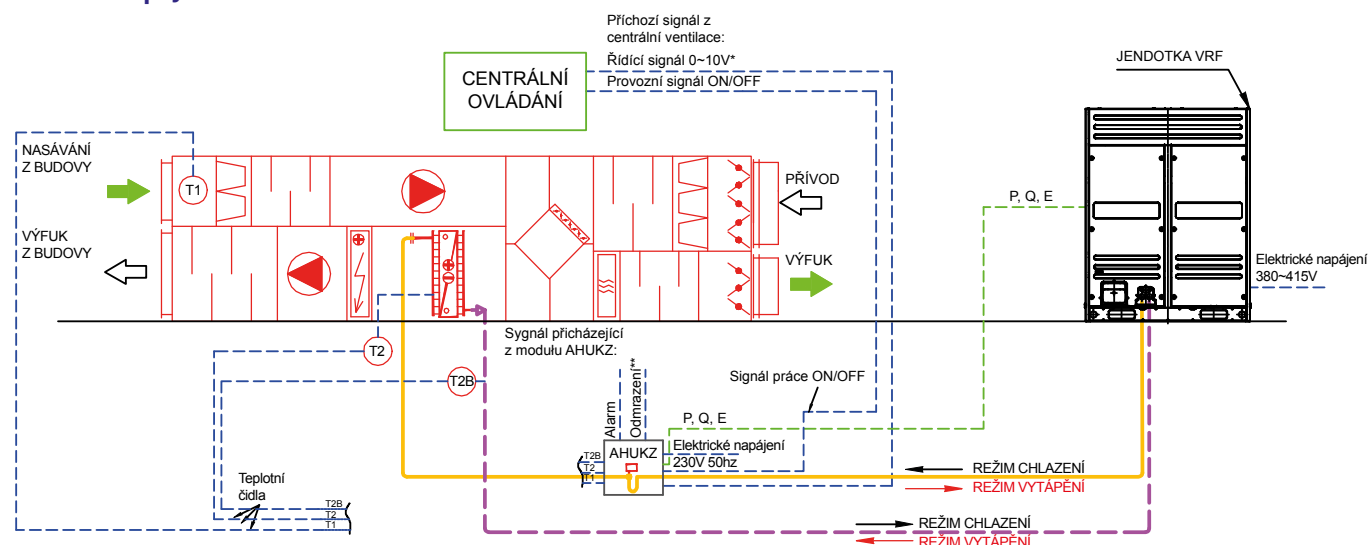 Příchozí signál z
centrální ventilace:
Řídící signál 0~10V*
Provozní signál ON/OFF
CENTRÁLNÍ
OVLÁDÁNÍ
JENDOTKA VRF
NASÁVÁNÍ
Z BUDOVY
T1
PŘÍVOD
P, Q, E
VÝFUK
Z BUDOVY
VÝFUK
Elektrické napájení
380~415V
Sygnál přicházející
z modulu AHUKZ:
T2
T2B
Signál práce ON/OFF
Alarm
Odmrazení**
P, Q, E
AHUKZ
Elektrické napájení
230V 50hz
T2B
T2
T1
REŽIM CHLAZENÍ
REŽIM VYTÁPĚNÍ
Teplotní
čidla
T2B
T2
T1
REŽIM CHLAZENÍ
REŽIM VYTÁPĚNÍ